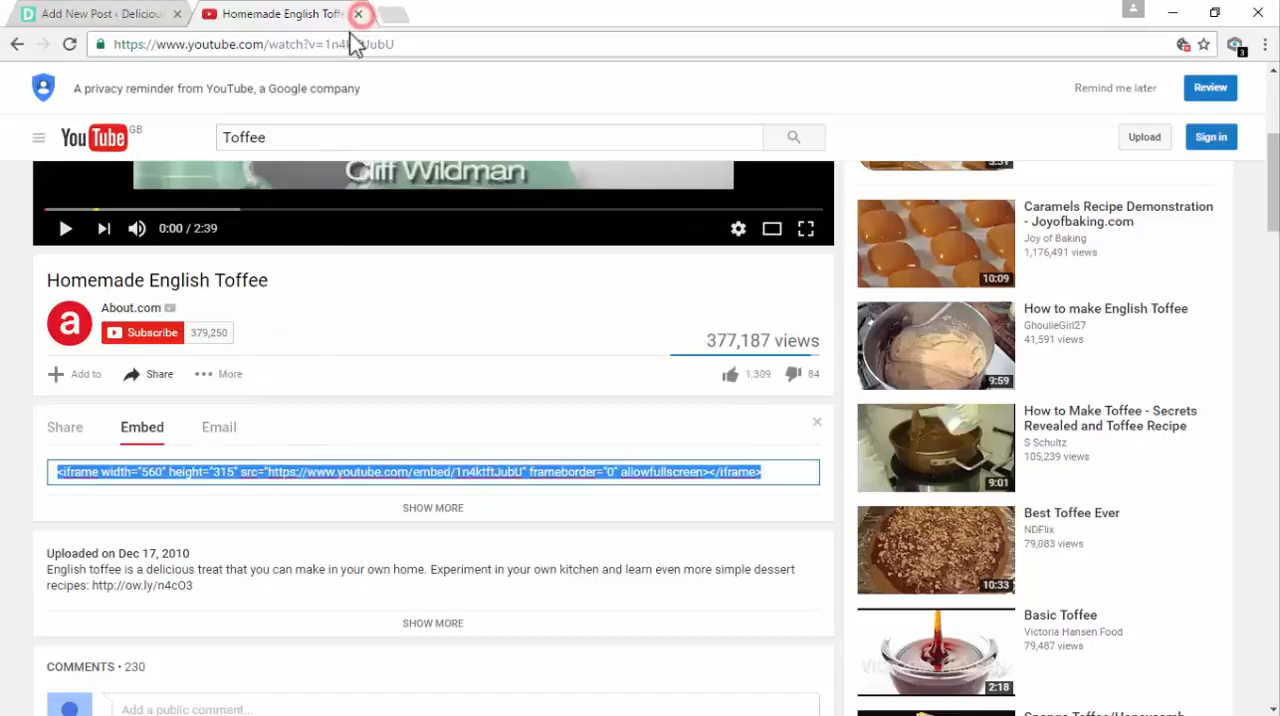 Add New Post ‹ Deliciou
Homemade English Toff
https://www.youtube.com/watch?v=1n4
JubU
3
A privacy reminder from YouTube, a Google company
Remind me later
Review
YouTube GB
Toffee
Upload
Sign in
Cliff Wildman
0:00 / 2:39
Homemade English Toffee
a
About.com
Subscribe
379,250
377,187 views
Add to
Share
More
1,309
84
Share
Embed
Email
<iframe width="560" height="315" src="https://www.youtube.com/embed/1n4ktftJubU" frameborder="0" allowfullscreen></iframe>
SHOW MORE
Uploaded on Dec 17, 2010
English toffee is a delicious treat that you can make in your own home. Experiment in your own kitchen and learn even more simple dessert
recipes: http://ow.ly/n4cO3
SHOW MORE
COMMENTS • 230
Add a public comment...
3:31
Caramels Recipe Demonstration
- Joyofbaking.com
Joy of Baking
1,176,491 views
10:09
How to make English Toffee
GhoulieGirl27
41,591 views
9:59
How to Make Toffee - Secrets
Revealed and Toffee Recipe
S Schultz
105,239 views
9:01
Best Toffee Ever
NDFlix
79,083 views
10:33
Basic Toffee
Victoria Hansen Food
79,487 views
2:18
Sponge Toffee/Honeycomb